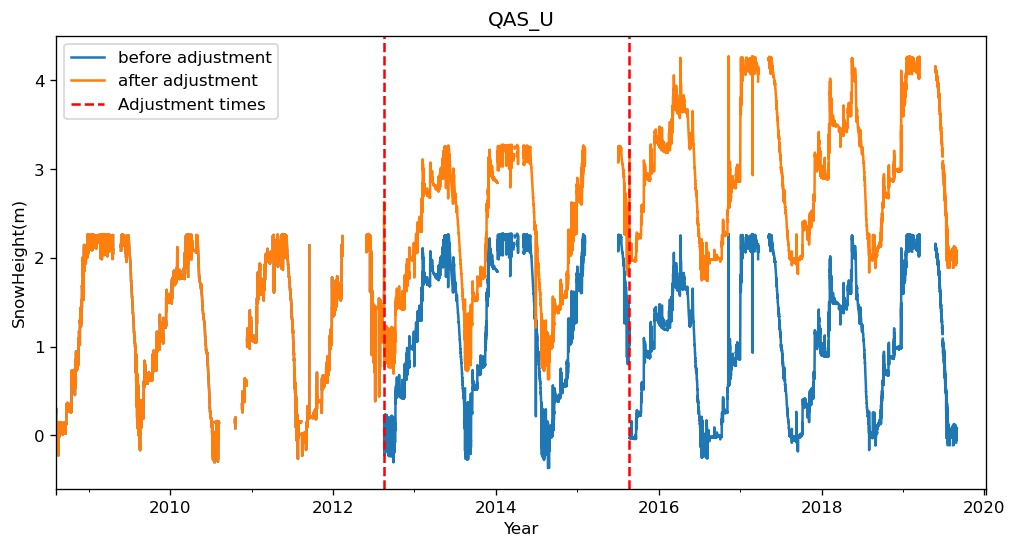 QAS_U
before adjustment
after adjustment
Adjustment times
SnowHeight(m)
4
3
2
1
0
2010
2012
2014
2016
2018
2020
Year